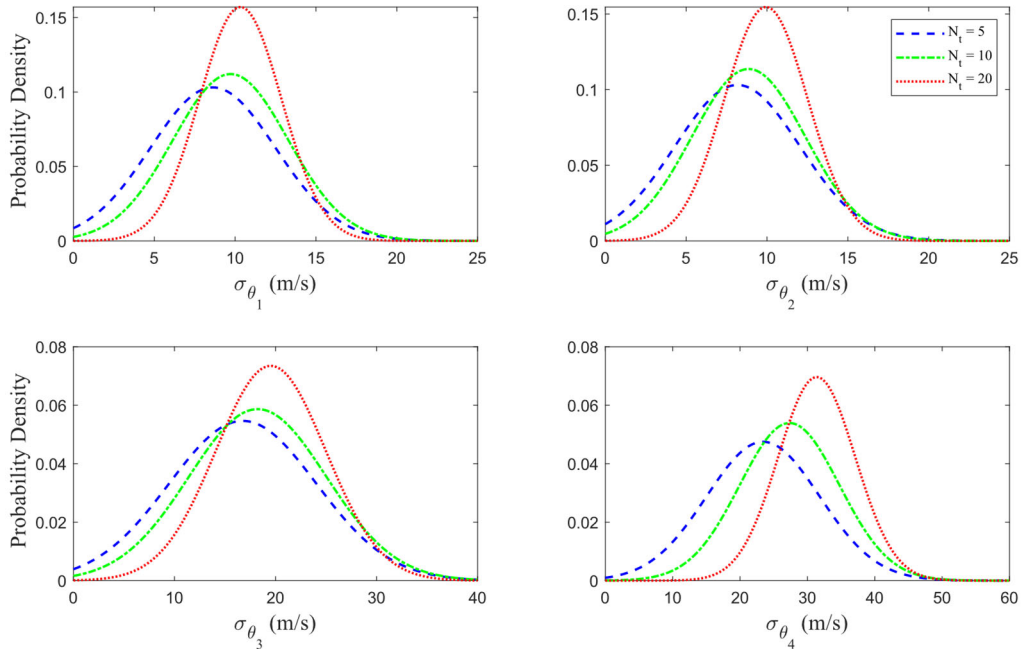 0.15
0.1
0.05
0
0 5 10 15 20 25
Probability Density
σθ1 (m/s)
0.15
0.1
0.05
0
0 5 10 15 20 25
σθ2 (m/s)
Nt = 5
Nt = 10
Nt = 20
0.08
0.06
0.04
0.02
0
0 10 20 30 40
Probability Density
σθ3 (m/s)
0.08
0.06
0.04
0.02
0
0 10 20 30 40 50 60
σθ4 (m/s)